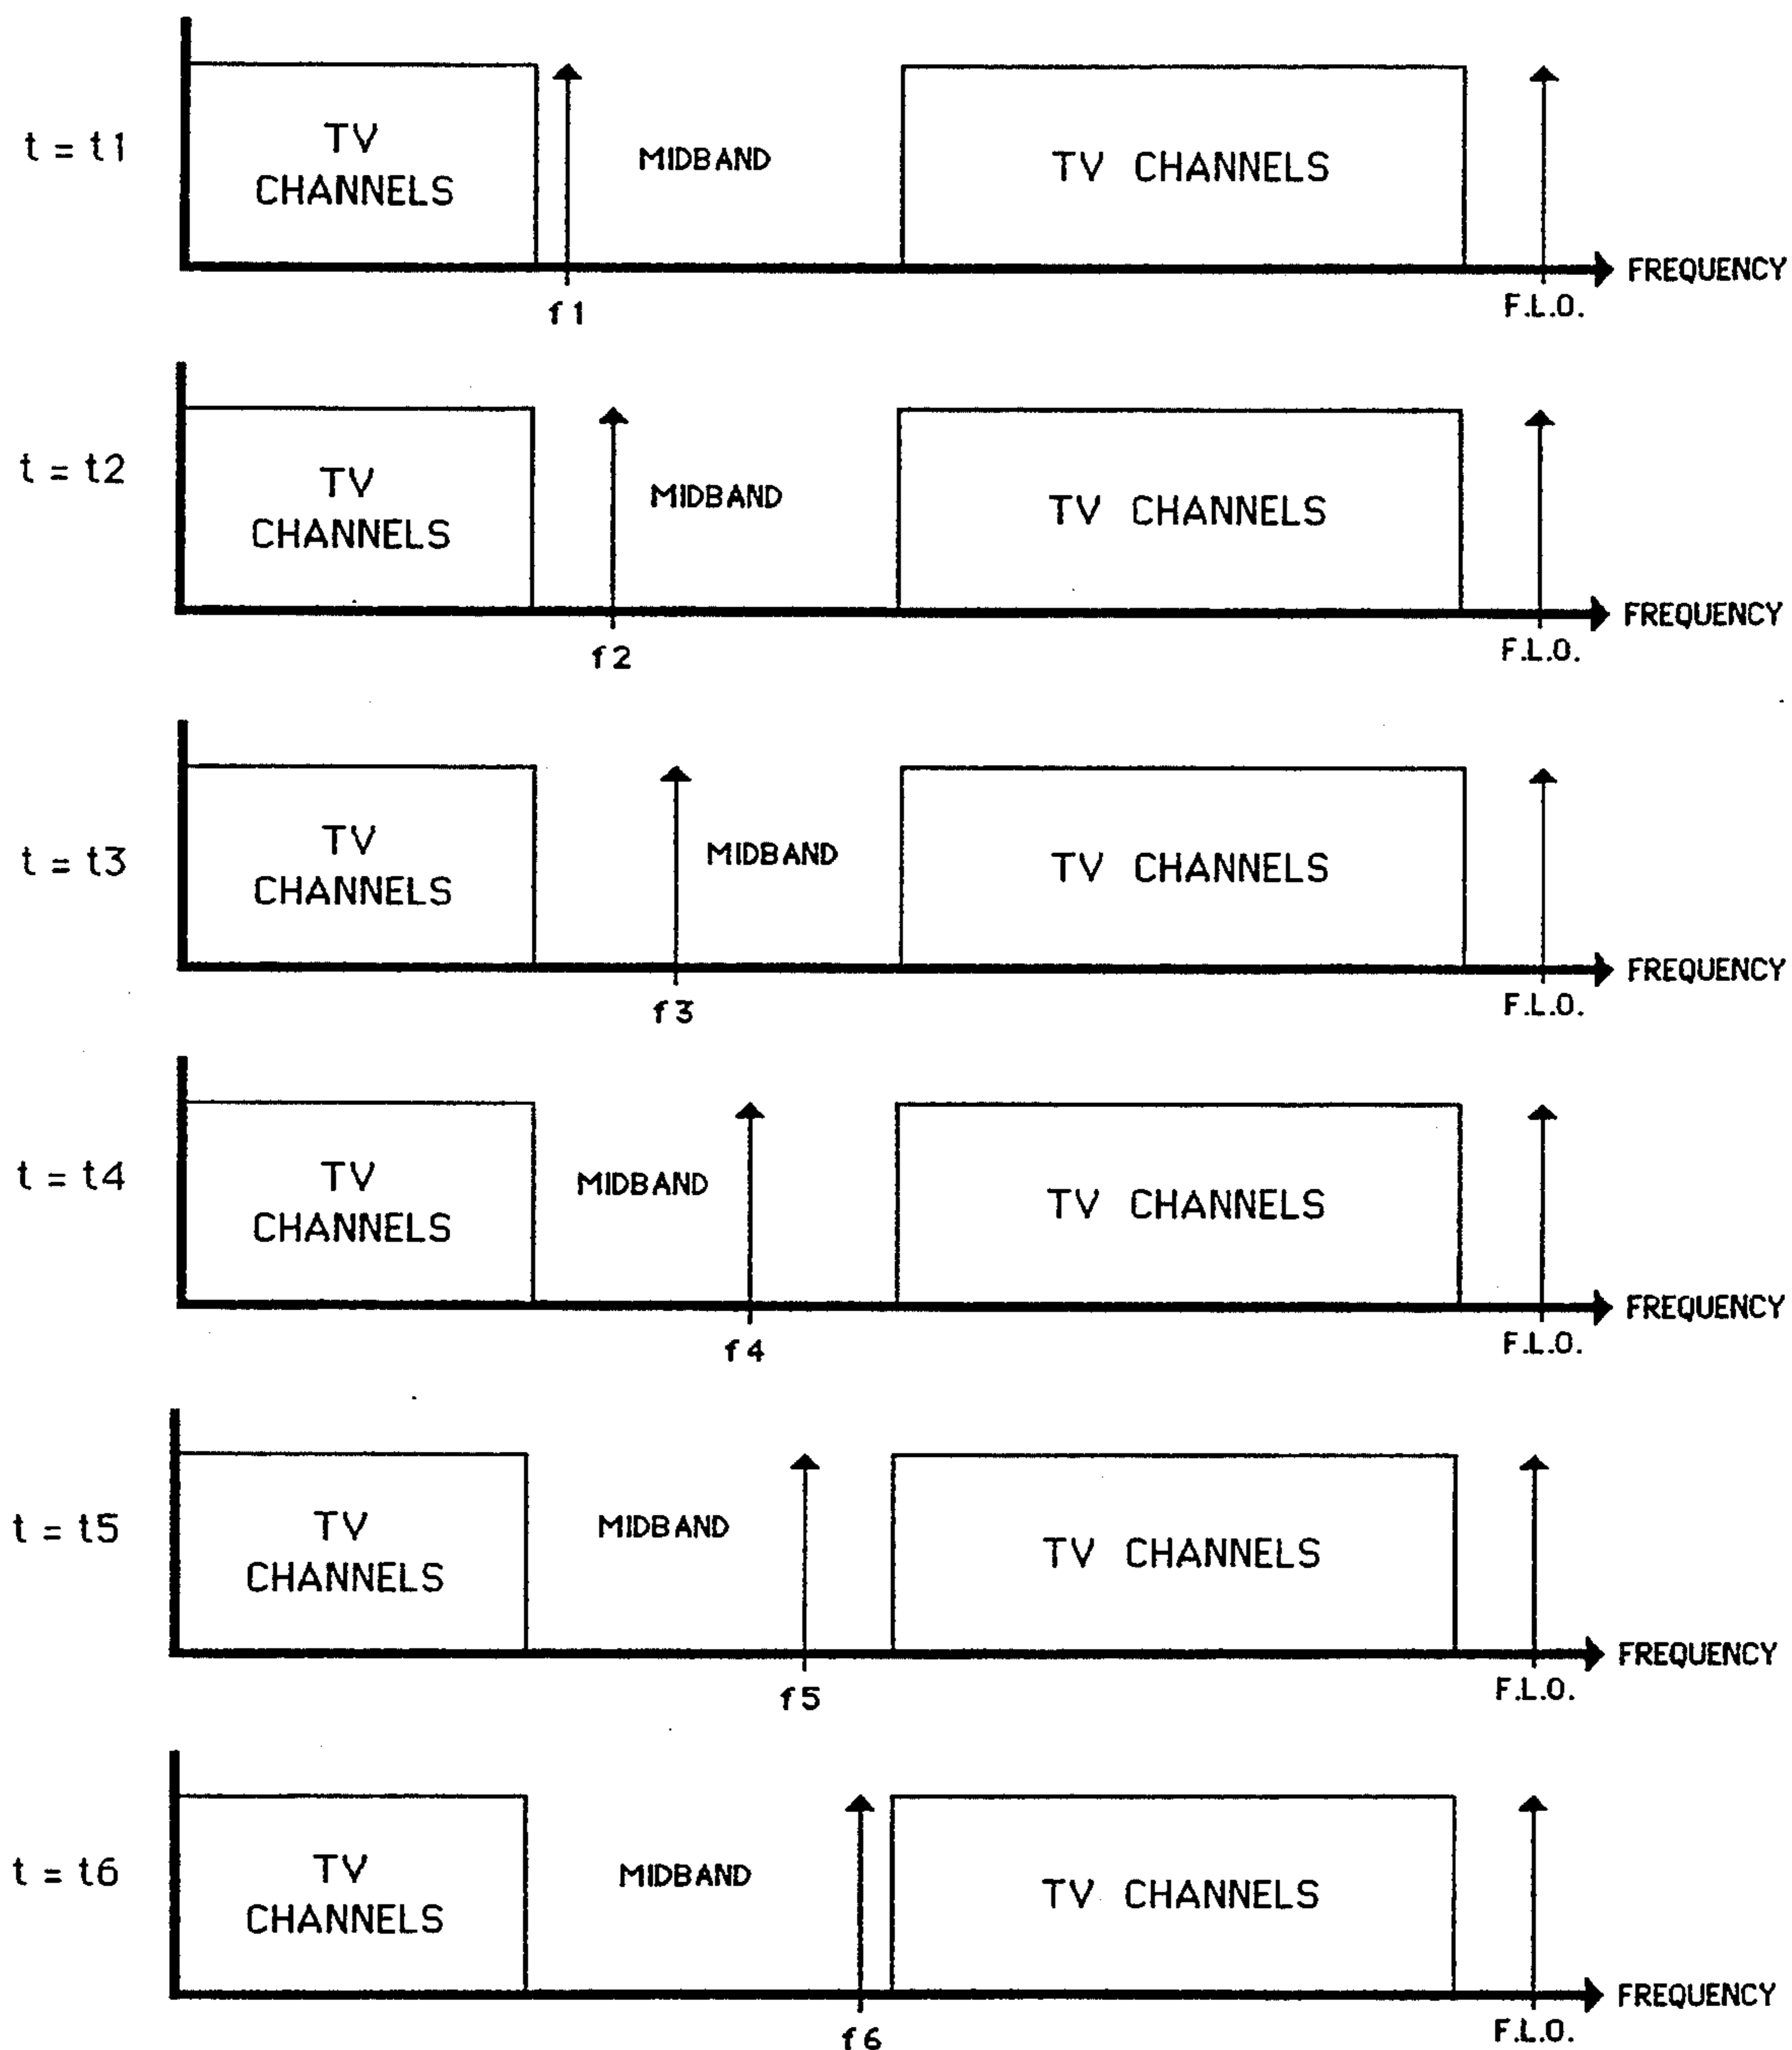 t = t1
TV
CHANNELS
MIDBAND
TV CHANNELS
FREQUENCY
f1
F.L.O.
t = t2
TV
CHANNELS
MIDBAND
TV CHANNELS
FREQUENCY
f2
F.L.O.
t = t3
TV
CHANNELS
MIDBAND
TV CHANNELS
FREQUENCY
f3
F.L.O.
t = t4
TV
CHANNELS
MIDBAND
TV CHANNELS
FREQUENCY
f4
F.L.O.
t = t5
TV
CHANNELS
MIDBAND
TV CHANNELS
FREQUENCY
f5
F.L.O.
t = t6
TV
CHANNELS
MIDBAND
TV CHANNELS
FREQUENCY
f6
F.L.O.